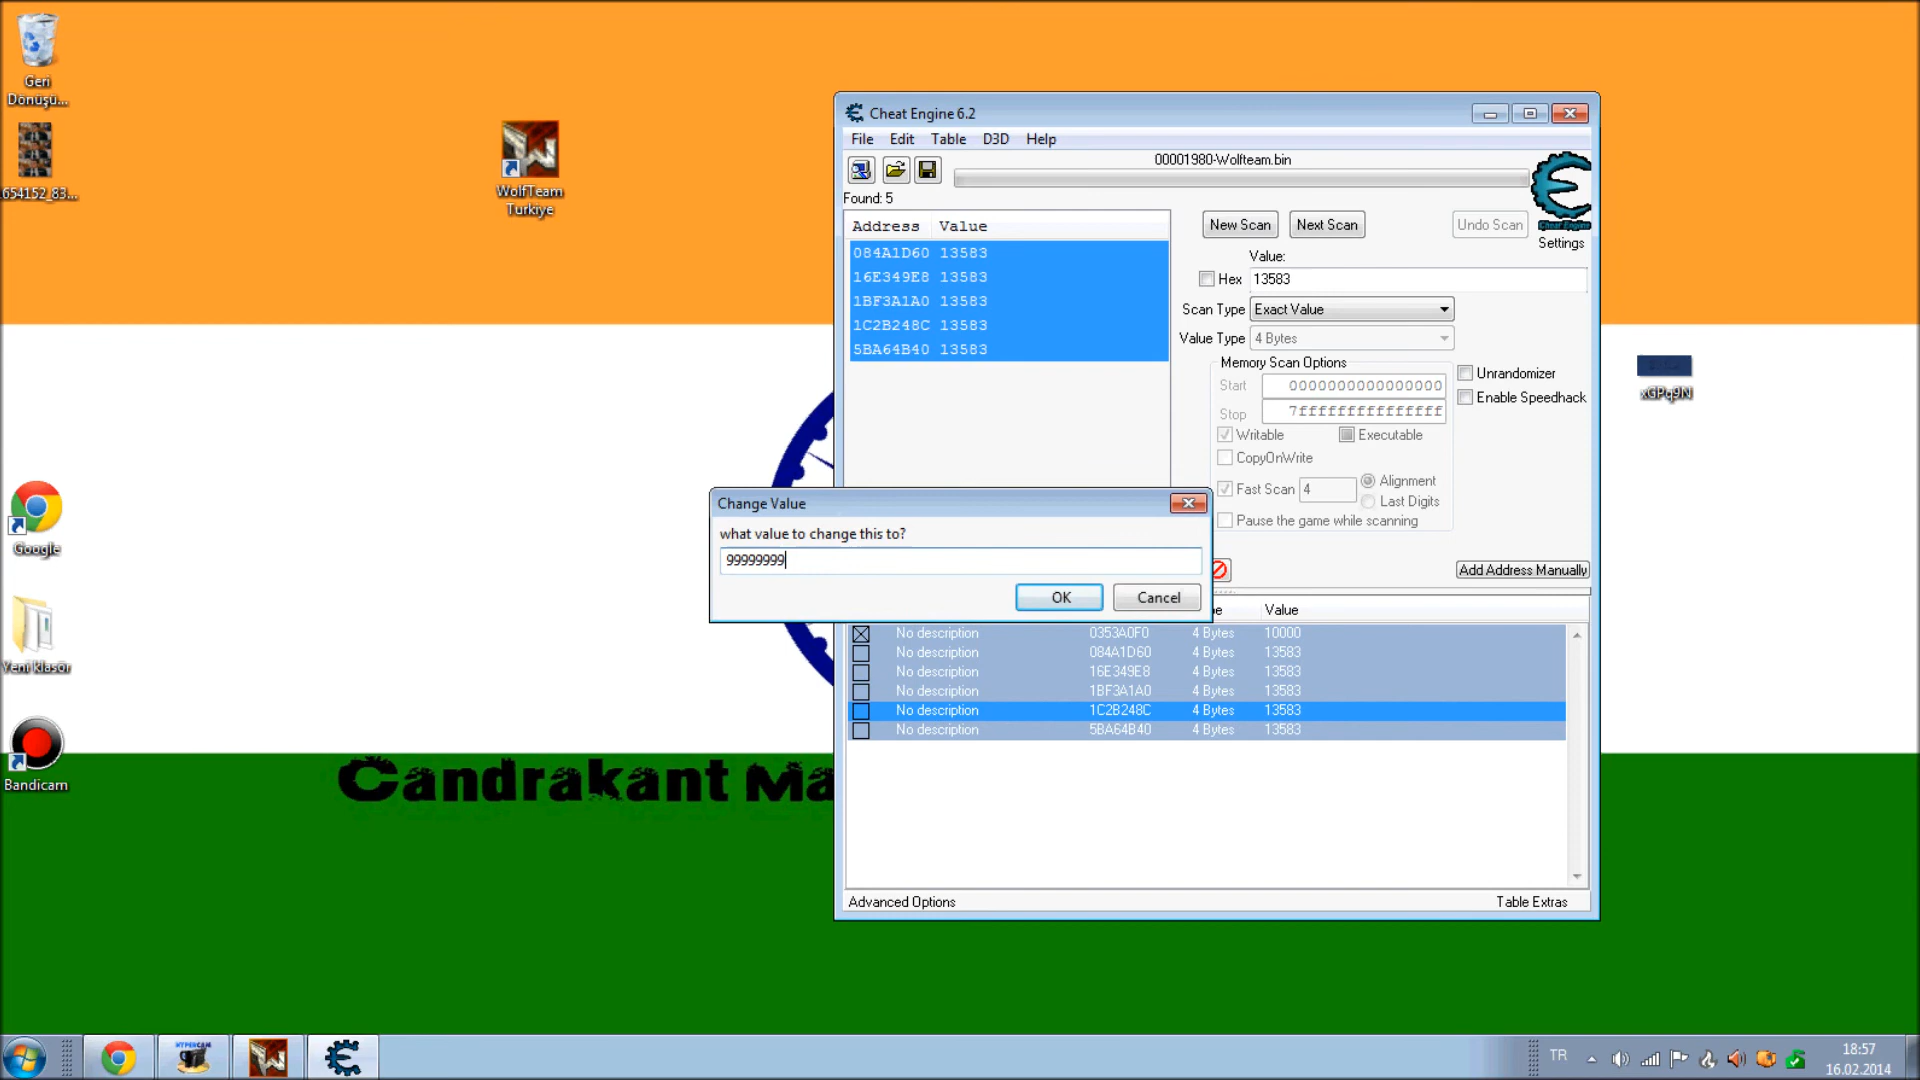 Geri
Dönüşü...
654152_83...
WolfTeam
Turkiye
Google
Yeni klasör
Bandicam
xGPq9N
Candrakant Ma
Cheat Engine 6.2
File Edit Table D3D Help
00001980-Wolfteam.bin
Found: 5
Address Value
084A1D60 13583
16E349E8 13583
1BF3A1A0 13583
1C2B248C 13583
5BA64B40 13583
New Scan Next Scan Undo Scan
Cheat Engine
Settings
Value:
Hex 13583
Scan Type Exact Value
Value Type 4 Bytes
Memory Scan Options
Start 0000000000000000
Stop 7fffffffffffffff
Writable Executable
CopyOnWrite
Fast Scan 4 Alignment
Last Digits
Pause the game while scanning
Unrandomizer
Enable Speedhack
Add Address Manually
Change Value
what value to change this to?
99999999
OK Cancel
pe Value
No description 0353A0F0 4 Bytes 10000
No description 084A1D60 4 Bytes 13583
No description 16E349E8 4 Bytes 13583
No description 1BF3A1A0 4 Bytes 13583
No description 1C2B248C 4 Bytes 13583
No description 5BA64B40 4 Bytes 13583
Advanced Options Table Extras
HYPERCAM
TR
18:57
16.02.2014